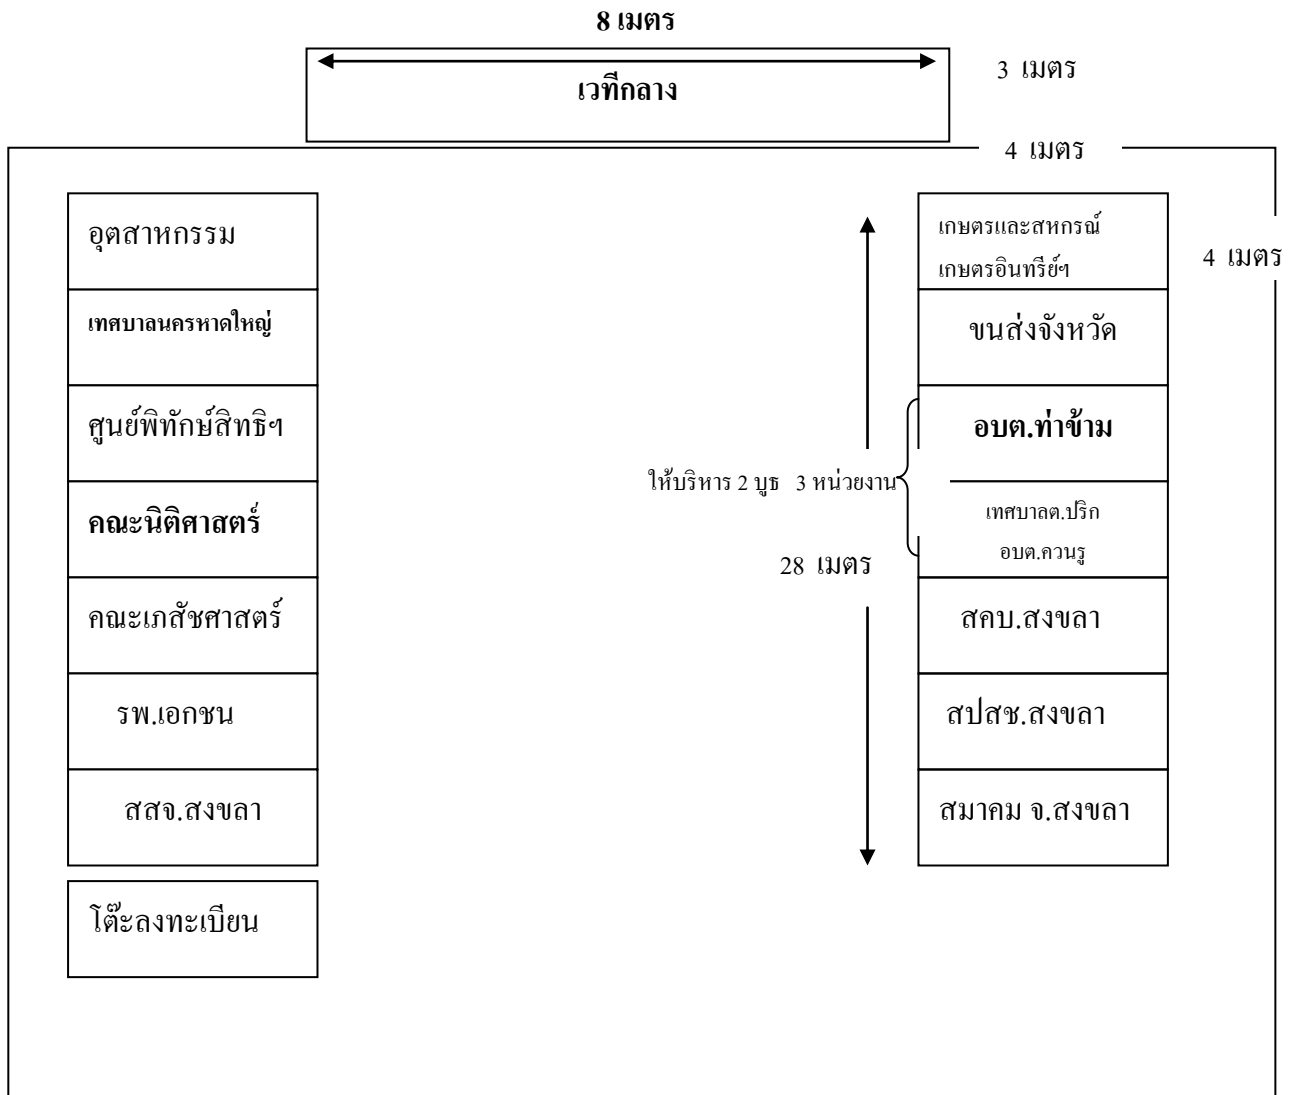 8 เมตร
เวทีกลาง
3 เมตร
4 เมตร
อุตสาหกรรม
เทศบาลนครหาดใหญ่
ศูนย์พิทักษ์สิทธิฯ
คณะนิติศาสตร์
คณะเภสัชศาสตร์
รพ.เอกชน
สสจ.สงขลา
โต๊ะลงทะเบียน
ให้บริหาร 2 บูธ 3 หน่วยงาน
28 เมตร
เกษตรและสหกรณ์
เกษตรอินทรีย์ฯ
ขนส่งจังหวัด
อบต.ท่าข้าม
เทศบาลต.ปริก
อบต.ควนรู
สคบ.สงขลา
สปสช.สงขลา
สมาคม จ.สงขลา
4 เมตร